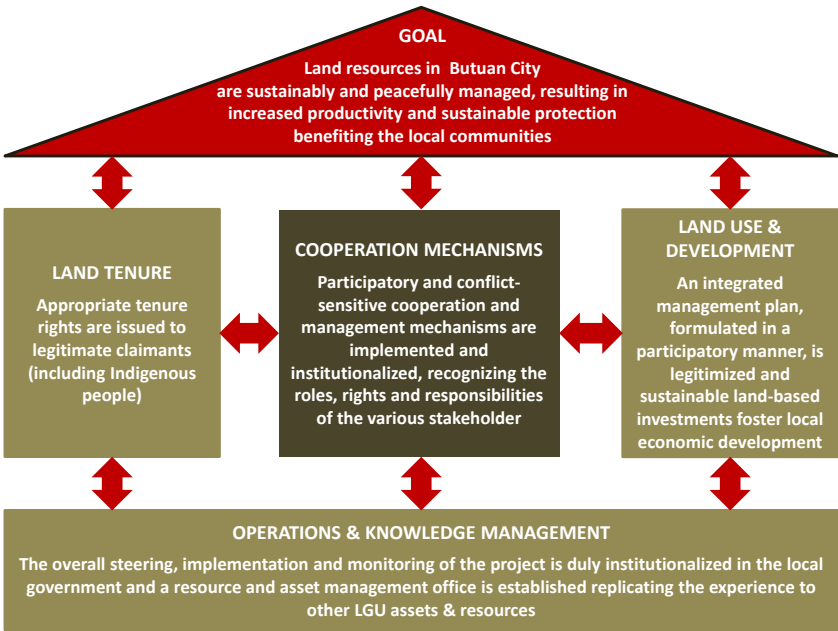 GOAL
Land resources in Butuan City
are sustainably and peacefully managed, resulting in
increased productivity and sustainable protection
benefiting the local communities
LAND TENURE
Appropriate tenure
rights are issued to
legitimate claimants
(including Indigenous
people)
COOPERATION MECHANISMS
Participatory and conflict-
sensitive cooperation and
management mechanisms are
implemented and
institutionalized, recognizing the
roles, rights and responsibilities
of the various stakeholder
LAND USE &
DEVELOPMENT
An integrated
management plan,
formulated in a
participatory manner, is
legitimized and
sustainable land-based
investments foster local
economic development
OPERATIONS & KNOWLEDGE MANAGEMENT
The overall steering, implementation and monitoring of the project is duly institutionalized in the local
government and a resource and asset management office is established replicating the experience to
other LGU assets & resources